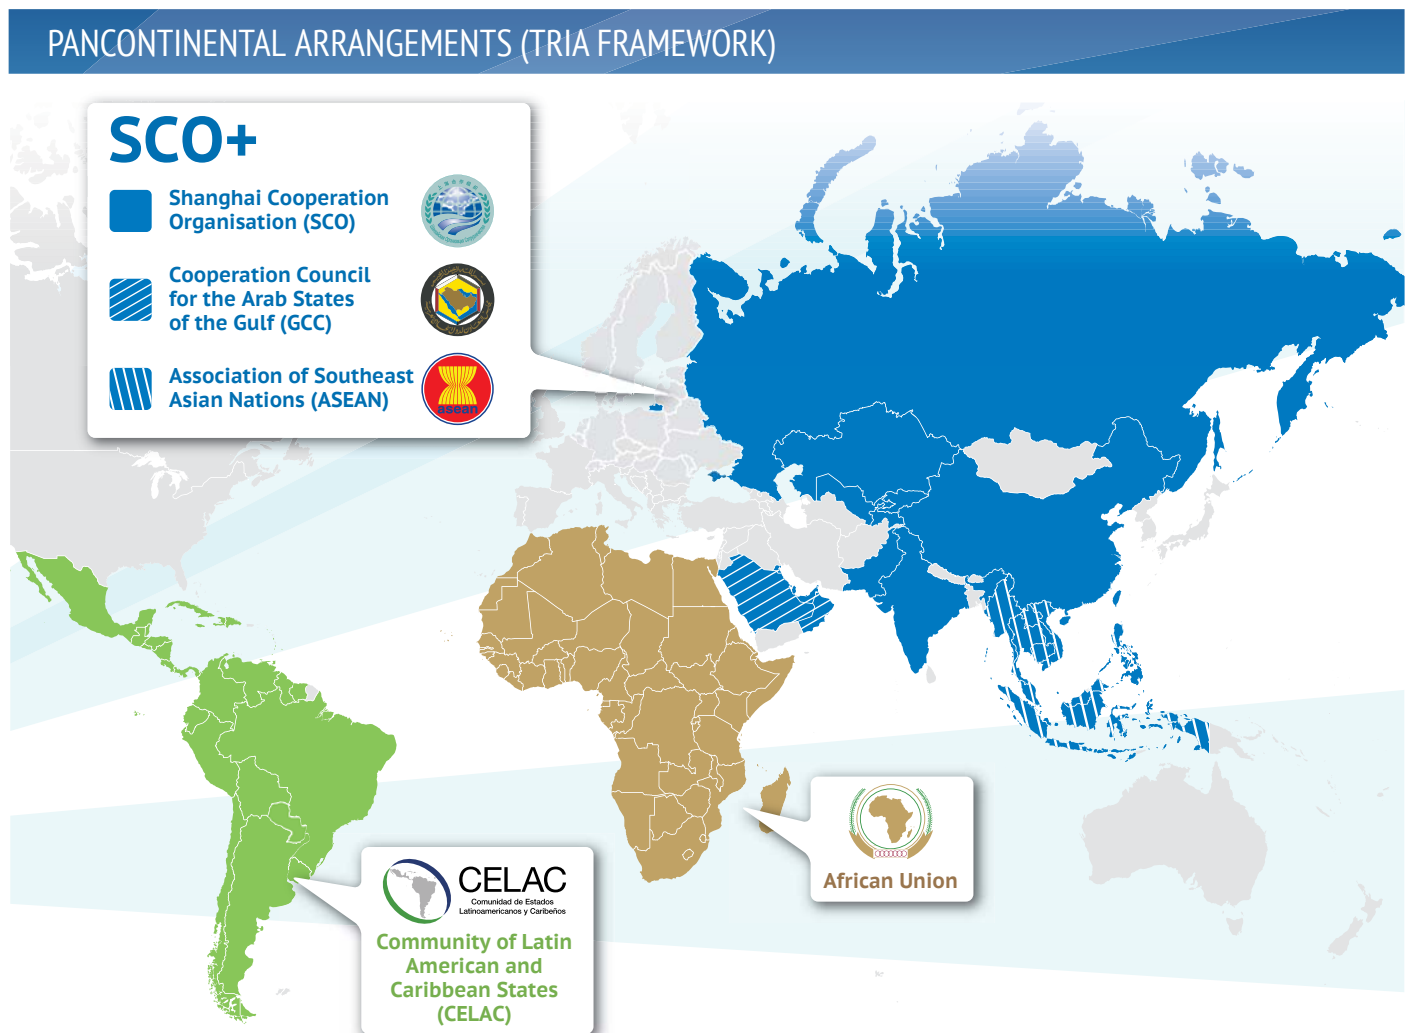 PANCONTINENTAL ARRANGEMENTS (TRIA FRAMEWORK)
SCO+
Shanghai Cooperation
Organisation (SCO)
Cooperation Council
for the Arab States
of the Gulf (GCC)
Association of Southeast
Asian Nations (ASEAN)
asean
African Union
CELAC
Comunidad de Estados
Latinoamericanos y Caribeños
Community of Latin
American and
Caribbean States
(CELAC)